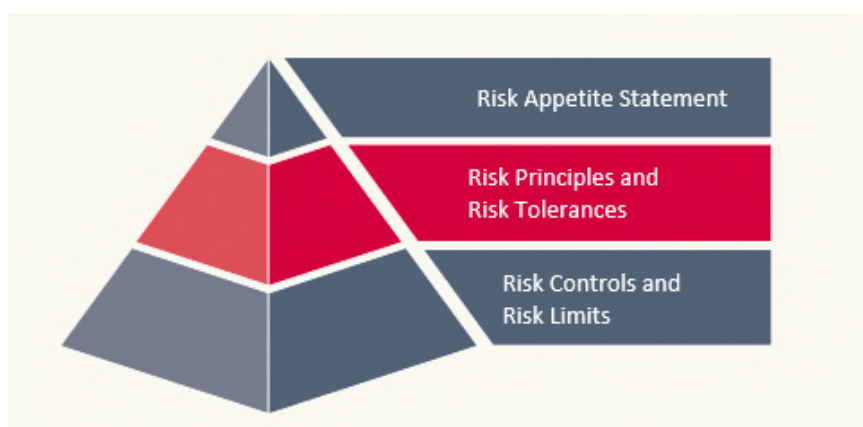 Risk Appetite Statement
Risk Principles and
Risk Tolerances
Risk Controls and
Risk Limits